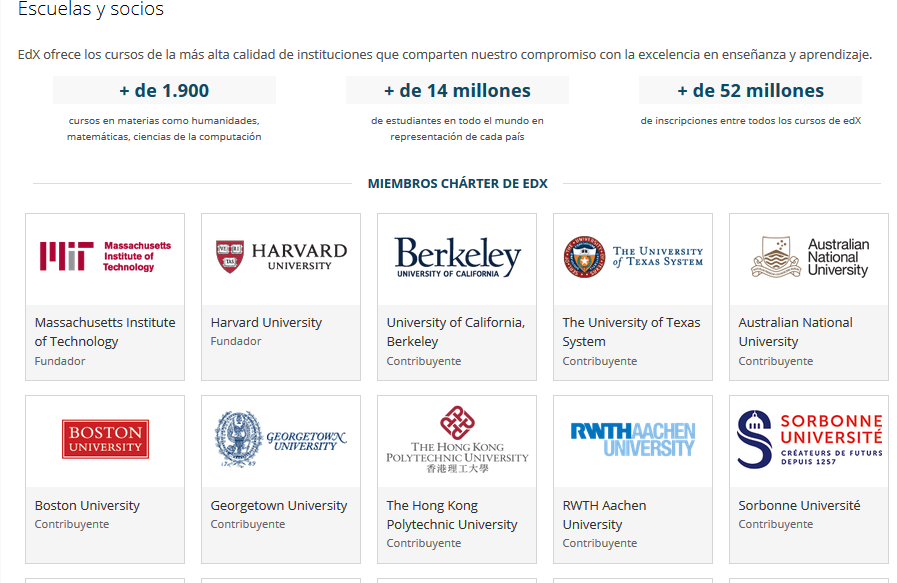 Escuelas y socios
EdX ofrece los cursos de la más alta calidad de instituciones que comparten nuestro compromiso con la excelencia en enseñanza y aprendizaje.
+ de 1.900
cursos en materias como humanidades,
matemáticas, ciencias de la computación
+ de 14 millones
de estudiantes en todo el mundo en
representación de cada país
+ de 52 millones
de inscripciones entre todos los cursos de edX
MIEMBROS CHÁRTER DE EDX
Massachusetts
Institute of
Technology
Massachusetts Institute
of Technology
Fundador
VE RI
TAS
HARVARD
UNIVERSITY
Harvard University
Fundador
Berkeley
UNIVERSITY OF CALIFORNIA
University of California,
Berkeley
Contribuyente
THE UNIVERSITY
of TEXAS SYSTEM
The University of Texas
System
Contribuyente
Australian
National
University
Australian National
University
Contribuyente
BOSTON
UNIVERSITY
Boston University
Contribuyente
GEORGETOWN
UNIVERSITY
Georgetown University
Contribuyente
THE HONG KONG
POLYTECHNIC UNIVERSITY
香港理工大學
The Hong Kong
Polytechnic University
Contribuyente
RWTH AACHEN
UNIVERSITY
RWTH Aachen
University
Contribuyente
SORBONNE
UNIVERSITÉ
CRÉATEURS DE FUTURS
DEPUIS 1257
Sorbonne Université
Contribuyente